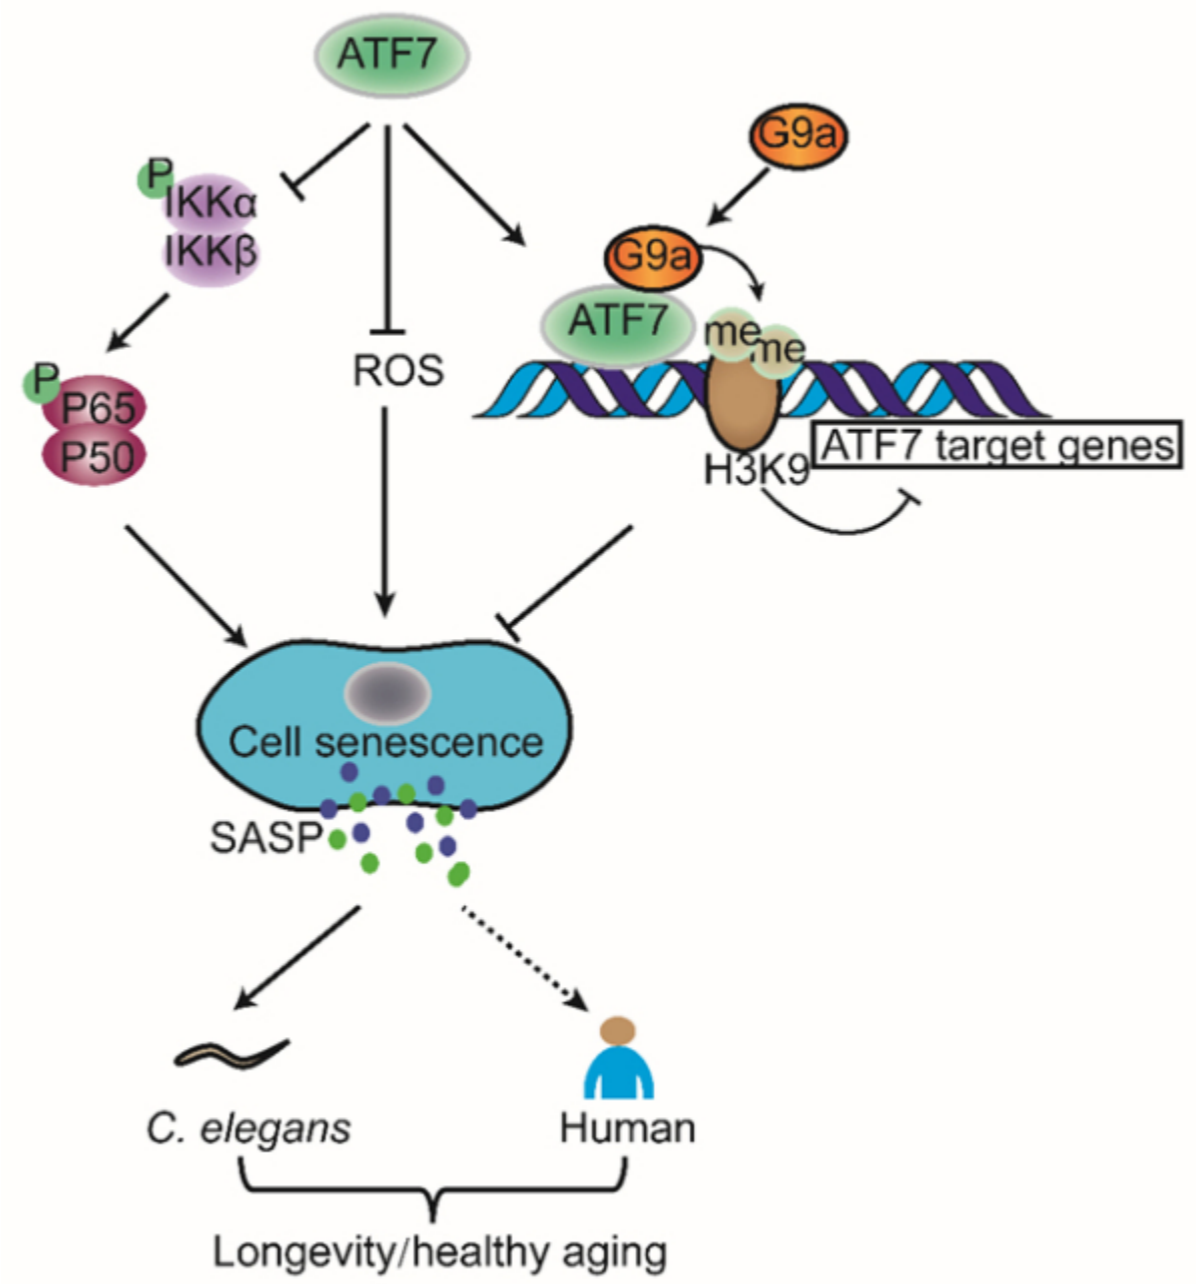 ATF7
G9a
P
IKKα
IKKβ
G9a
ATF7
me
me
ROS
P
P65
P50
ATF7 target genes
H3K9
Cell senescence
SASP
C. elegans
Human
Longevity/healthy aging